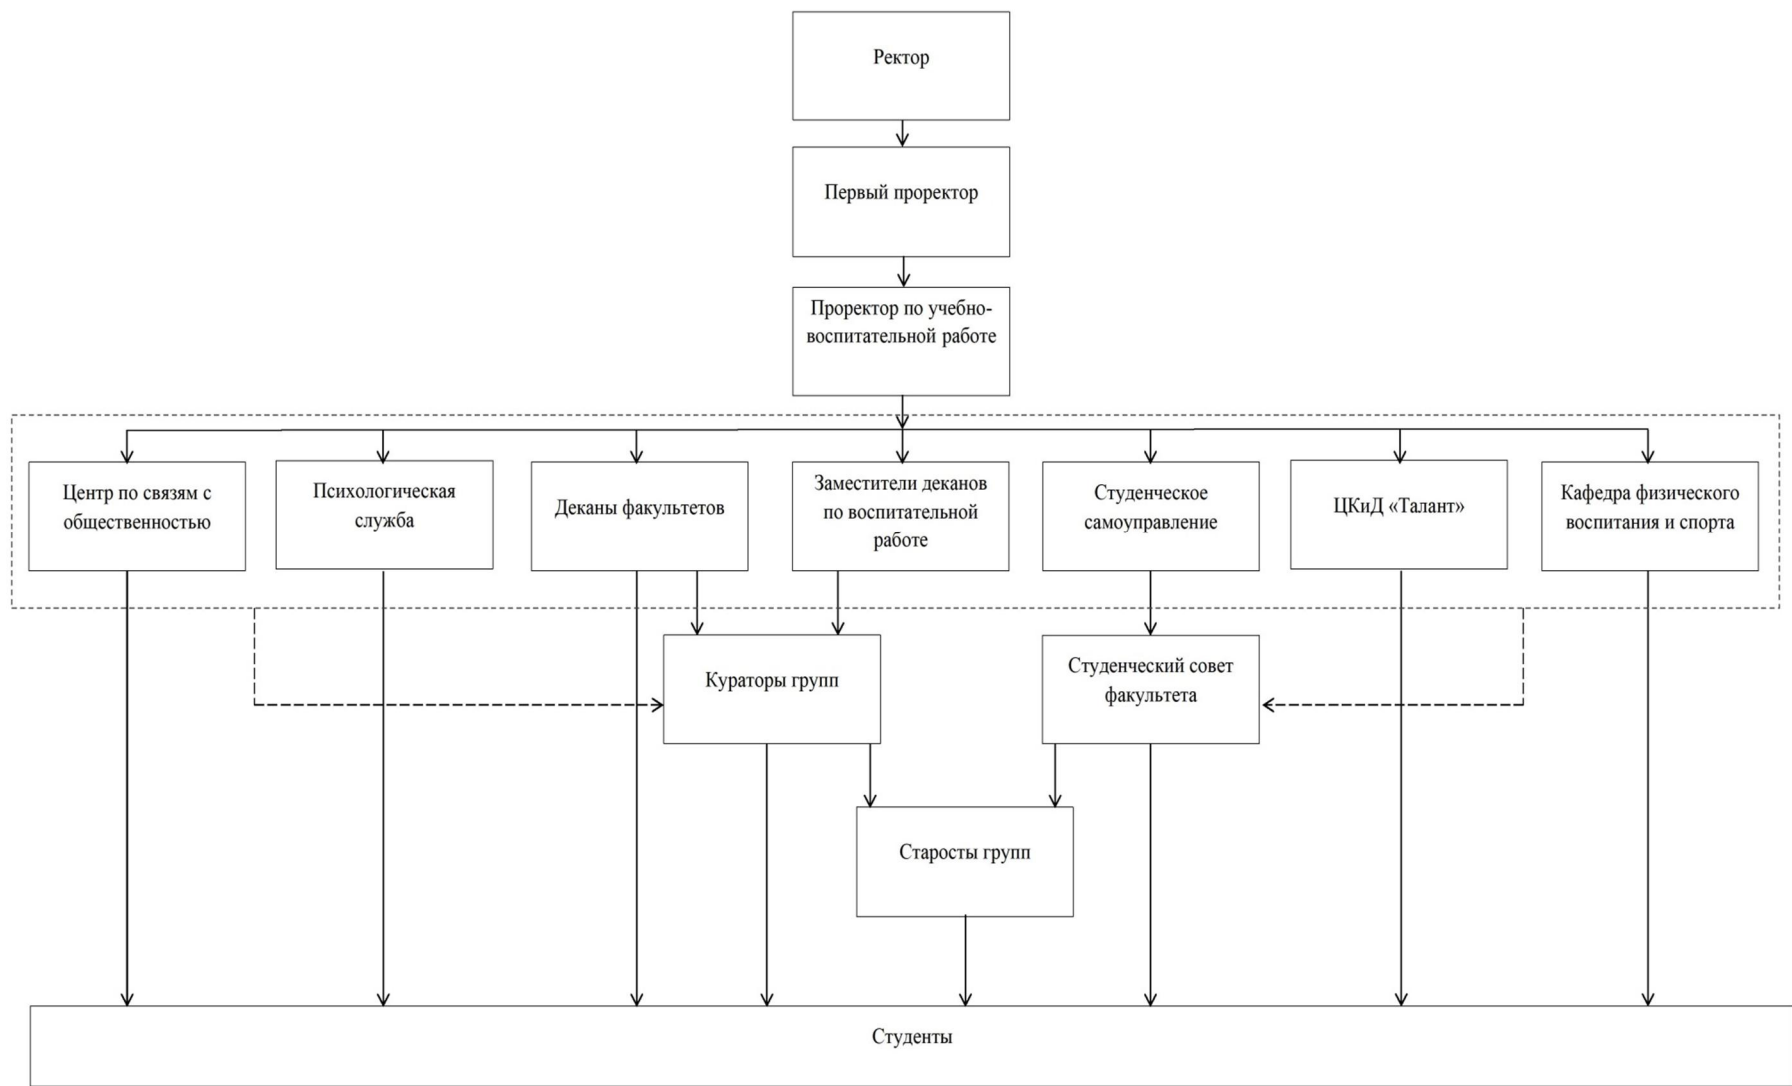 Ректор
Первый проректор
Проректор по учебно-
воспитательной работе
Центр по связям с
общественностью
Психологическая
служба
Деканы факультетов
Заместители деканов
по воспитательной
работе
Студенческое
самоуправление
ЦКиД «Талант»
Кафедра физического
воспитания и спорта
Кураторы групп
Студенческий совет
факультета
Старосты групп
Студенты